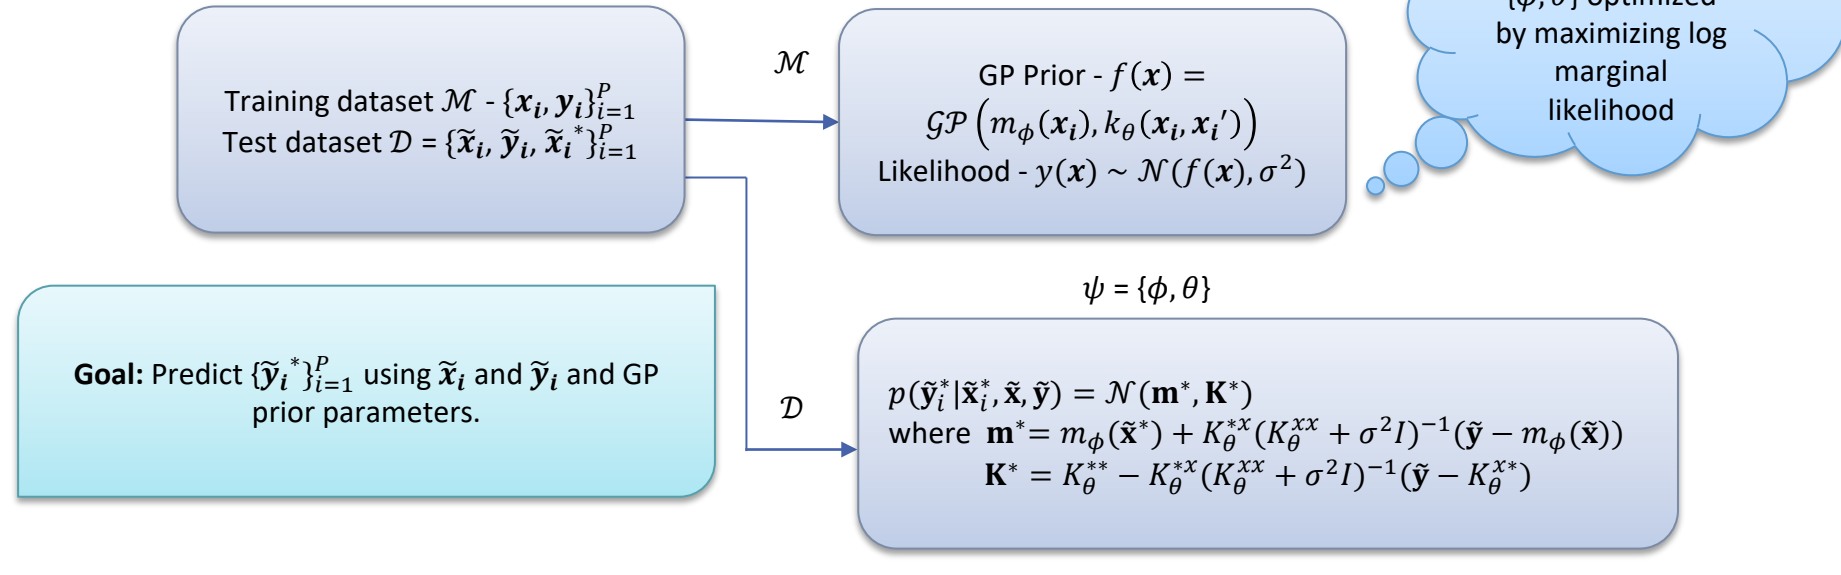 {ϕ, θ} optimized
by maximizing log
marginal
likelihood
ℳ
Training dataset ℳ - {𝒙ᵢ, 𝒚ᵢ}ᵢ₌₁ᴾ
Test dataset 𝒟 = {x̃ᵢ, ỹᵢ, x̃ᵢ*}ᵢ₌₁ᴾ
GP Prior - f(𝒙) =
𝒢𝒫 (m_ϕ(𝒙ᵢ), k_θ(𝒙ᵢ, 𝒙ᵢ′))
Likelihood - y(𝒙) ~ 𝒩(f(𝒙), σ²)
ψ = {ϕ, θ}
Goal: Predict {ỹᵢ*}ᵢ₌₁ᴾ using x̃ᵢ and ỹᵢ and GP
prior parameters.
𝒟
p(ỹᵢ*|x̃ᵢ*, x̃, ỹ) = 𝒩(m*, K*)
where m*= m_ϕ(x̃*) + K_θ^{*x}(K_θ^{xx} + σ²I)⁻¹(ỹ − m_ϕ(x̃))
K* = K_θ^{**} − K_θ^{*x}(K_θ^{xx} + σ²I)⁻¹(ỹ − K_θ^{x*})